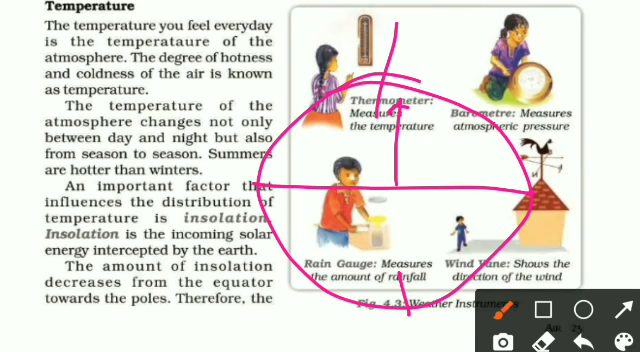 Temperature
The temperature you feel everyday
is the temperataure of the
atmosphere. The degree of hotness
and coldness of the air is known
as temperature.
The temperature of the
atmosphere changes not only
between day and night but also
from season to season. Summers
are hotter than winters.
An important factor that
influences the distribution of
temperature is insolation.
Insolation is the incoming solar
energy intercepted by the earth.
The amount of insolation
decreases from the equator
towards the poles. Therefore, the
Thermometer:
Measures
the temperature
Barometre: Measures
atmospheric pressure
Rain Gauge: Measures
the amount of rainfall
Wind Vane: Shows the
direction of the wind
Fig. 4.3: Weather Instruments